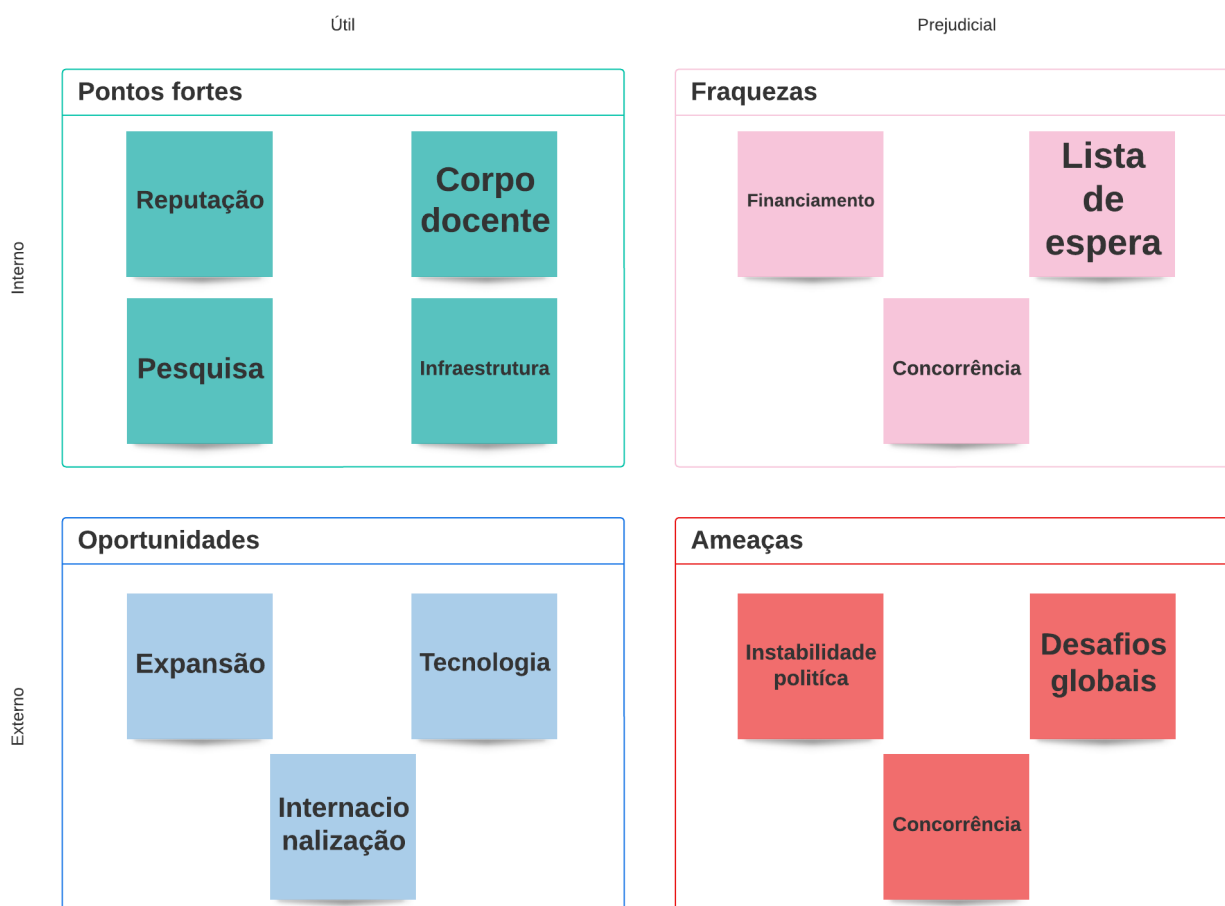 Útil
Prejudicial
Interno
Pontos fortes
Reputação
Corpo
docente
Pesquisa
Infraestrutura
Fraquezas
Financiamento
Lista
de
espera
Concorrência
Externo
Oportunidades
Expansão
Tecnologia
Internacio
nalização
Ameaças
Instabilidade
politíca
Desafios
globais
Concorrência